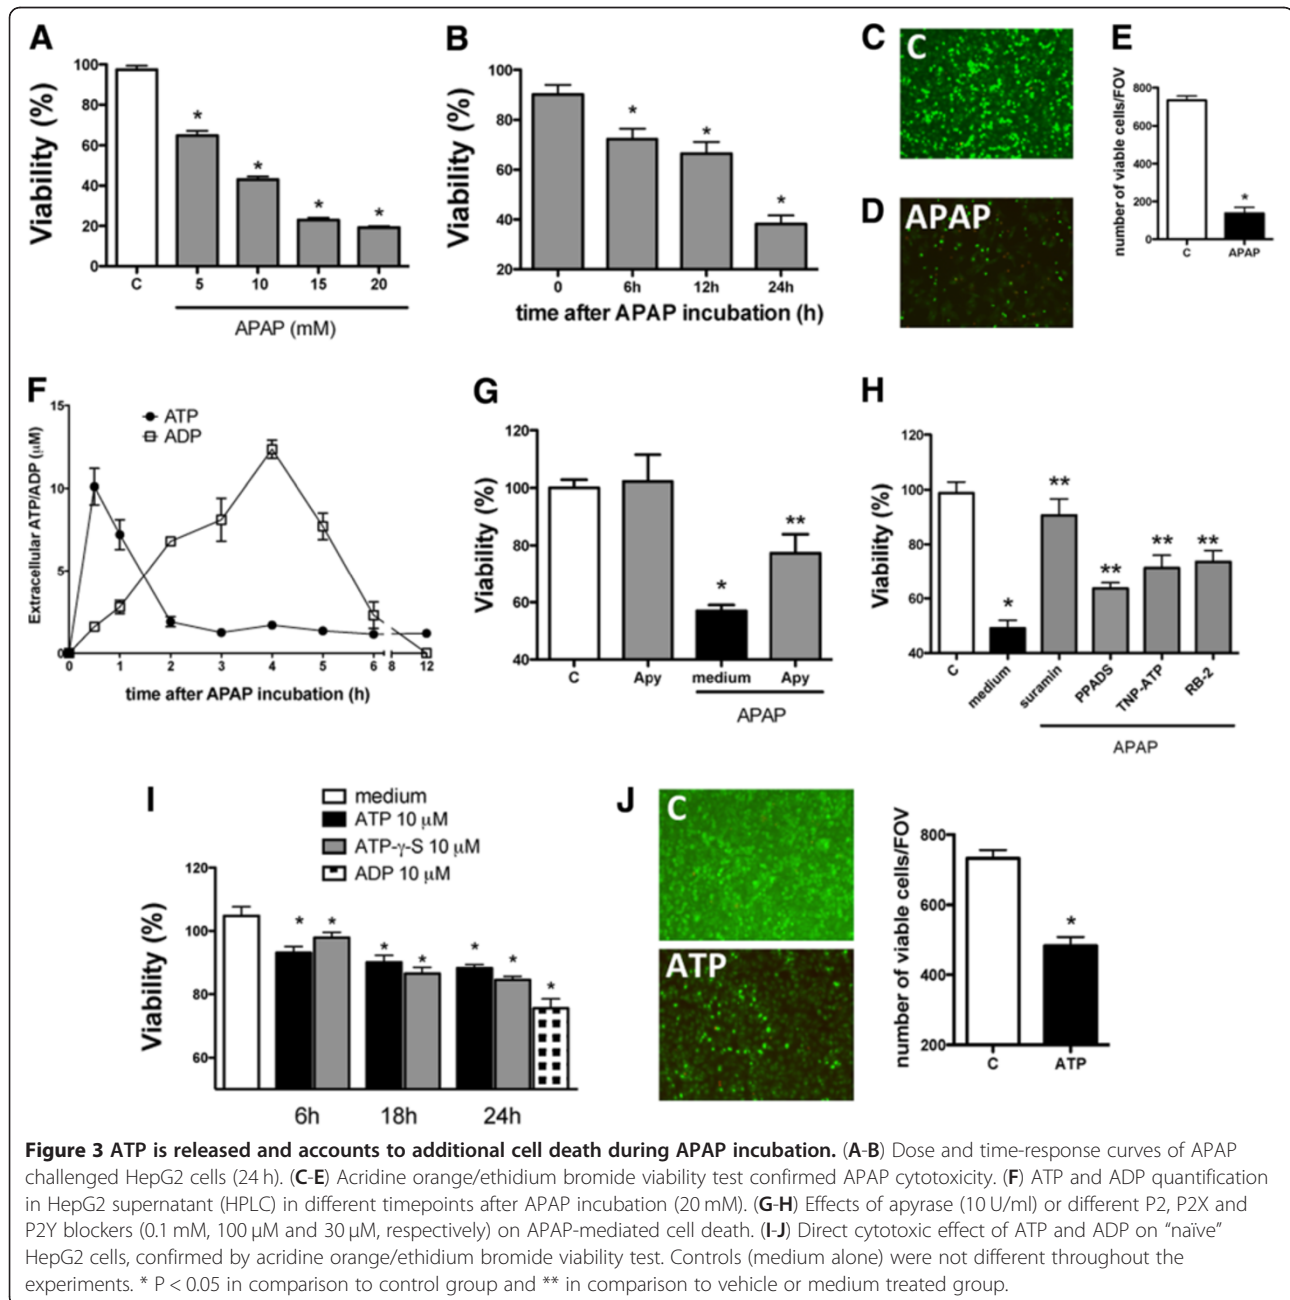 A
Viability (%)
100
80
60
40
20
0
*
*
*
*
C
5
10
15
20
APAP (mM)
B
Viability (%)
100
80
60
40
20
*
*
*
0
6h
12h
24h
time after APAP incubation (h)
C
C
D
APAP
E
number of viable cells/FOV
800
600
400
200
0
*
C
APAP
F
Extracellular ATP/ADP (μM)
15
10
5
0
ATP
ADP
0
1
2
3
4
5
6
8
12
time after APAP incubation (h)
G
Viability (%)
120
100
80
60
40
*
**
C
Apy
medium
Apy
APAP
H
Viability (%)
120
100
80
60
40
*
**
**
**
**
C
medium
suramin
PPADS
TNP-ATP
RB-2
APAP
I
medium
ATP 10 μM
ATP-γ-S 10 μM
ADP 10 μM
Viability (%)
120
100
80
60
*
*
*
*
*
*
*
6h
18h
24h
J
C
ATP
number of viable cells/FOV
800
600
400
200
*
C
ATP
Figure 3 ATP is released and accounts to additional cell death during APAP incubation. (A-B) Dose and time-response curves of APAP
challenged HepG2 cells (24 h). (C-E) Acridine orange/ethidium bromide viability test confirmed APAP cytotoxicity. (F) ATP and ADP quantification
in HepG2 supernatant (HPLC) in different timepoints after APAP incubation (20 mM). (G-H) Effects of apyrase (10 U/ml) or different P2, P2X and
P2Y blockers (0.1 mM, 100 μM and 30 μM, respectively) on APAP-mediated cell death. (I-J) Direct cytotoxic effect of ATP and ADP on “naïve”
HepG2 cells, confirmed by acridine orange/ethidium bromide viability test. Controls (medium alone) were not different throughout the
experiments. * P < 0.05 in comparison to control group and ** in comparison to vehicle or medium treated group.